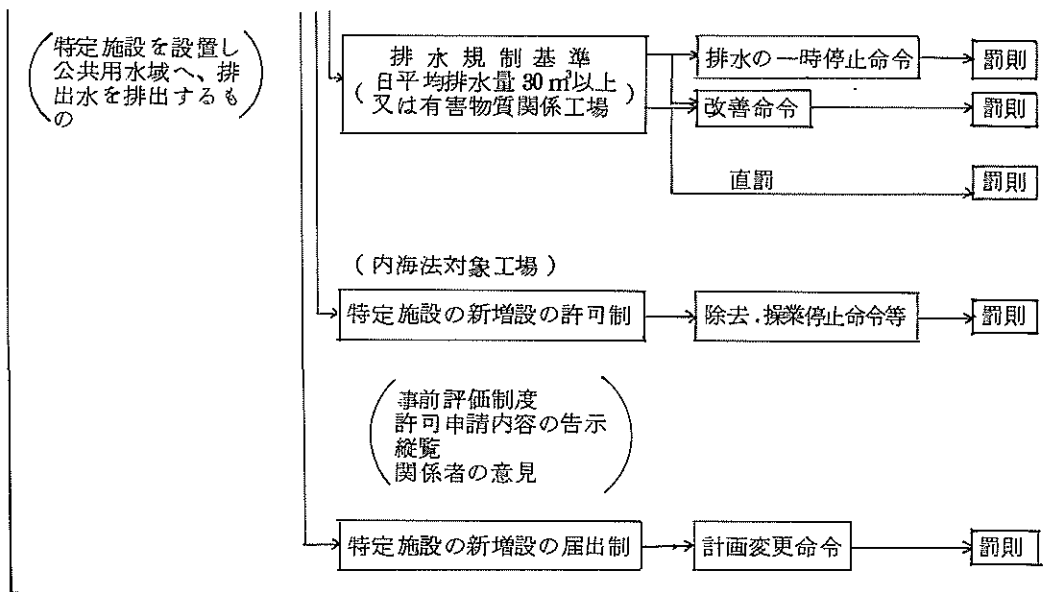 特定施設を設置し
公共用水域へ、排
出水を排出するも
の
排水規制基準
日平均排水量30㎥以上
又は有害物質関係工場
排水の一時停止命令
罰則
改善命令
罰則
直罰
罰則
(内海法対象工場)
特定施設の新増設の許可制
除去.操業停止命令等
罰則
事前評価制度
許可申請内容の告示
縦覧
関係者の意見
特定施設の新増設の届出制
計画変更命令
罰則